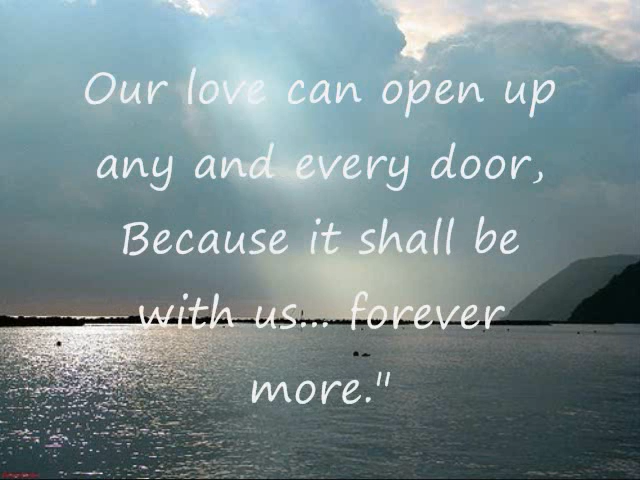 Our love can open up
any and every door,
Because it shall be
with us... forever
more."